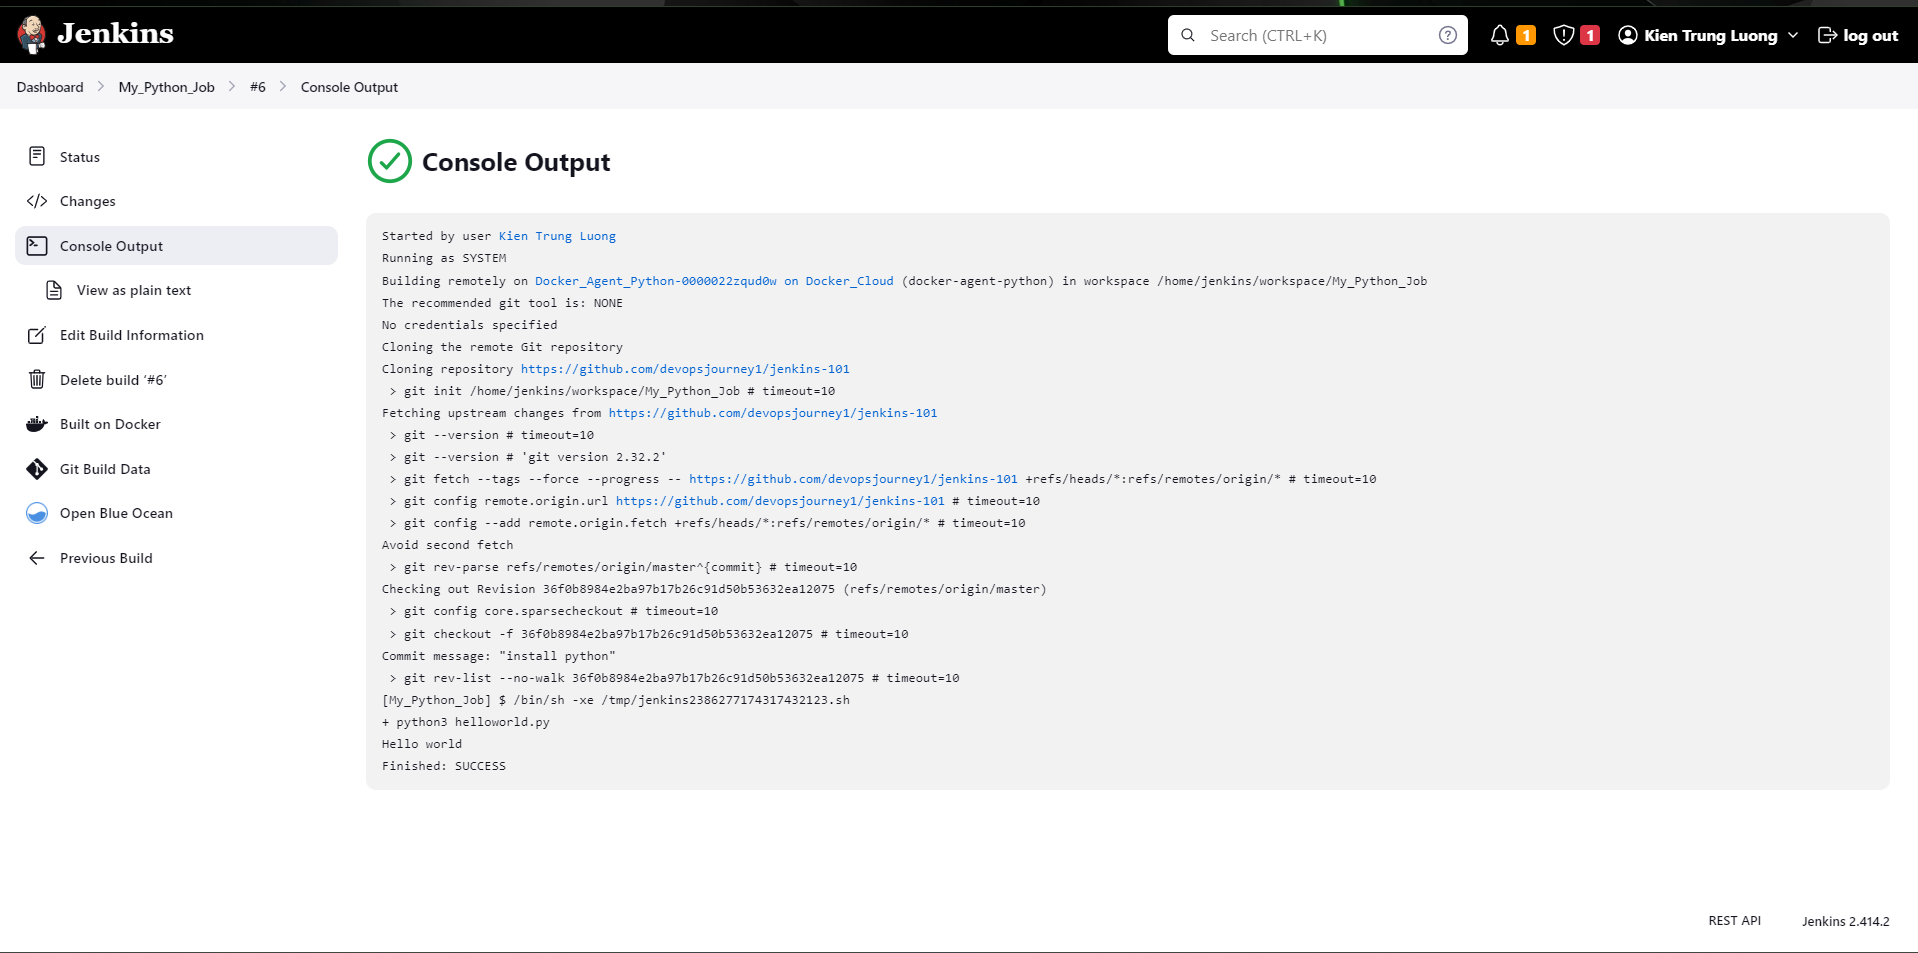 Jenkins
Search (CTRL+K)
1
1
Kien Trung Luong
log out
Dashboard
My_Python_Job
#6
Console Output
Status
Changes
Console Output
View as plain text
Edit Build Information
Delete build ‘#6’
Built on Docker
Git Build Data
Open Blue Ocean
Previous Build
Console Output
Started by user Kien Trung Luong
Running as SYSTEM
Building remotely on Docker_Agent_Python-0000022zqud0w on Docker_Cloud (docker-agent-python) in workspace /home/jenkins/workspace/My_Python_Job
The recommended git tool is: NONE
No credentials specified
Cloning the remote Git repository
Cloning repository https://github.com/devopsjourney1/jenkins-101
> git init /home/jenkins/workspace/My_Python_Job # timeout=10
Fetching upstream changes from https://github.com/devopsjourney1/jenkins-101
> git --version # timeout=10
> git --version # 'git version 2.32.2'
> git fetch --tags --force --progress -- https://github.com/devopsjourney1/jenkins-101 +refs/heads/*:refs/remotes/origin/* # timeout=10
> git config remote.origin.url https://github.com/devopsjourney1/jenkins-101 # timeout=10
> git config --add remote.origin.fetch +refs/heads/*:refs/remotes/origin/* # timeout=10
Avoid second fetch
> git rev-parse refs/remotes/origin/master^{commit} # timeout=10
Checking out Revision 36f0b8984e2ba97b17b26c91d50b53632ea12075 (refs/remotes/origin/master)
> git config core.sparsecheckout # timeout=10
> git checkout -f 36f0b8984e2ba97b17b26c91d50b53632ea12075 # timeout=10
Commit message: "install python"
> git rev-list --no-walk 36f0b8984e2ba97b17b26c91d50b53632ea12075 # timeout=10
[My_Python_Job] $ /bin/sh -xe /tmp/jenkins2386277174317432123.sh
+ python3 helloworld.py
Hello world
Finished: SUCCESS
REST API
Jenkins 2.414.2